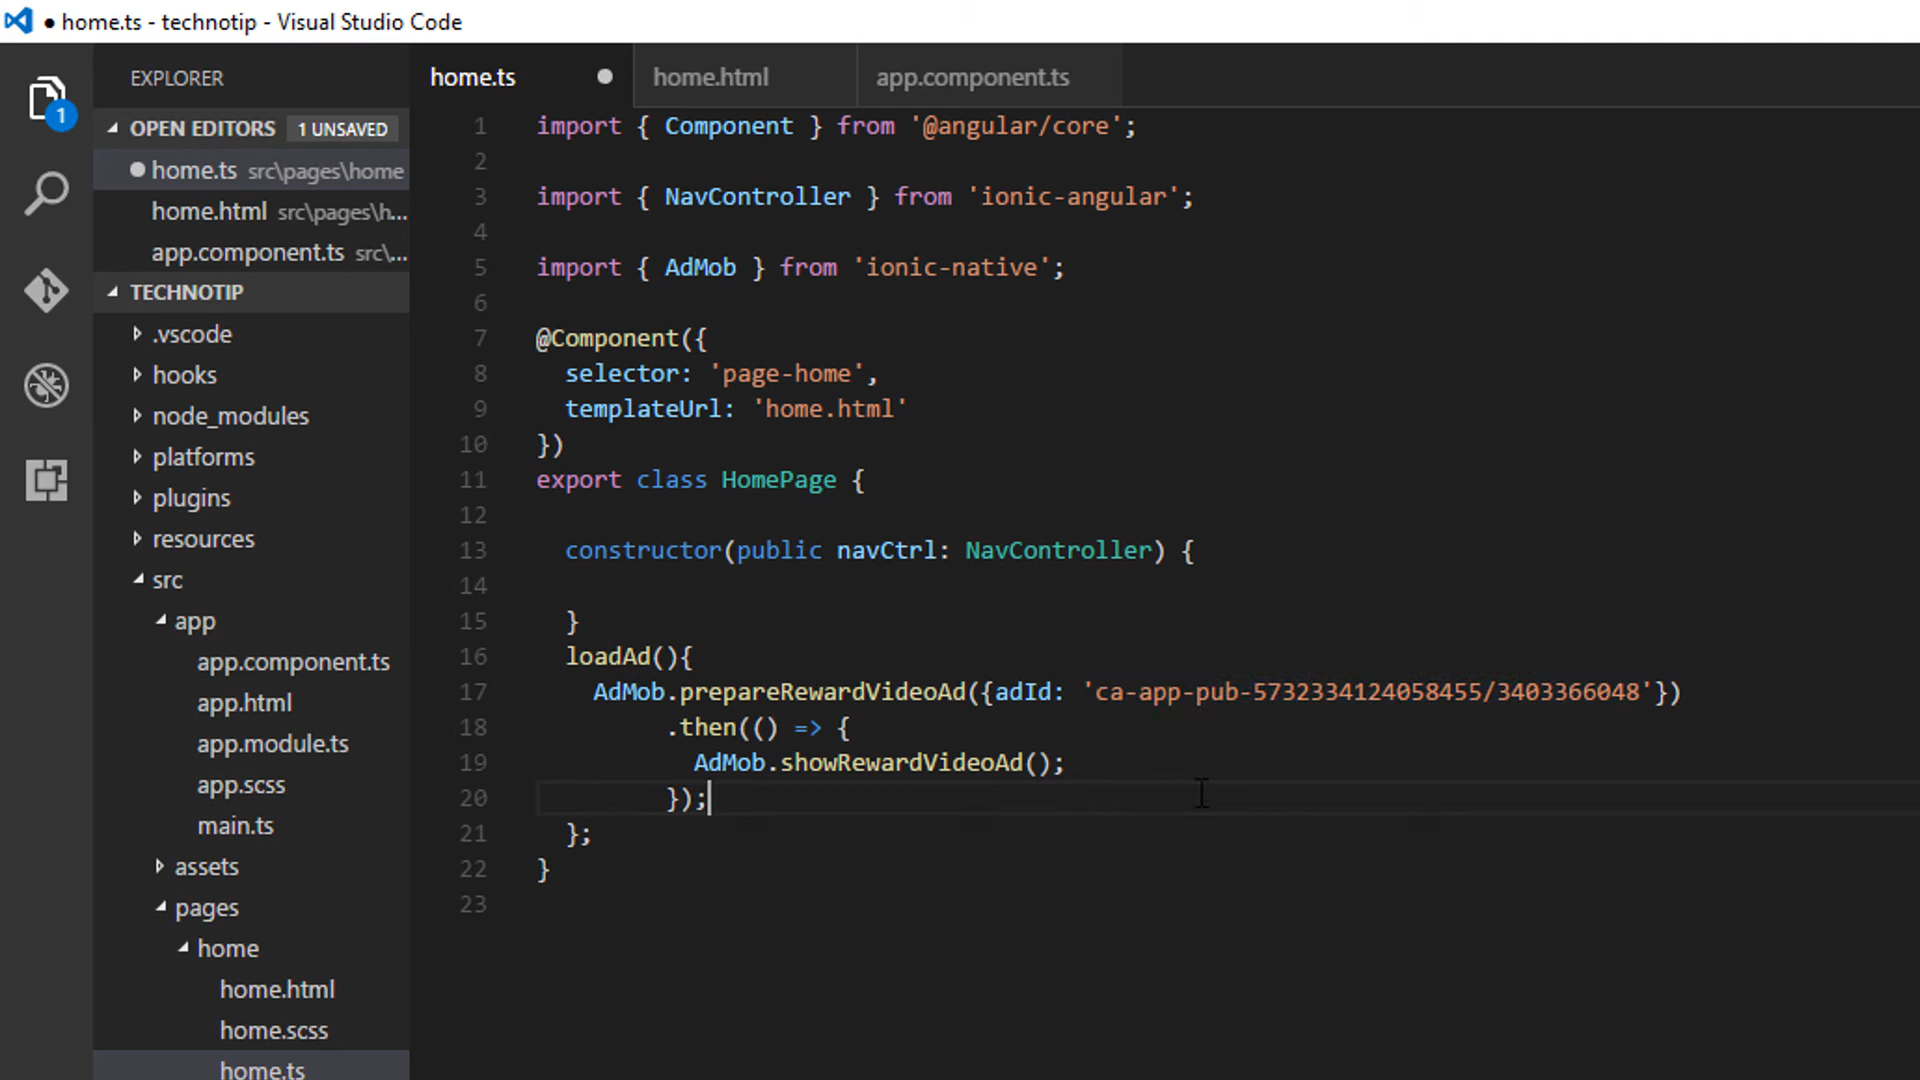 ● home.ts - technotip - Visual Studio Code
EXPLORER
1
OPEN EDITORS 1 UNSAVED
home.ts src\pages\home
home.html src\pages\h...
app.component.ts src\...
TECHNOTIP
.vscode
hooks
node_modules
platforms
plugins
resources
src
app
app.component.ts
app.html
app.module.ts
app.scss
main.ts
assets
pages
home
home.html
home.scss
home.ts
home.ts home.html app.component.ts
1 import { Component } from '@angular/core';
2
3 import { NavController } from 'ionic-angular';
4
5 import { AdMob } from 'ionic-native';
6
7 @Component({
8 selector: 'page-home',
9 templateUrl: 'home.html'
10 })
11 export class HomePage {
12
13 constructor(public navCtrl: NavController) {
14
15 }
16 loadAd(){
17 AdMob.prepareRewardVideoAd({adId: 'ca-app-pub-5732334124058455/3403366048'})
18 .then(() => {
19 AdMob.showRewardVideoAd();
20 });
21 };
22 }
23